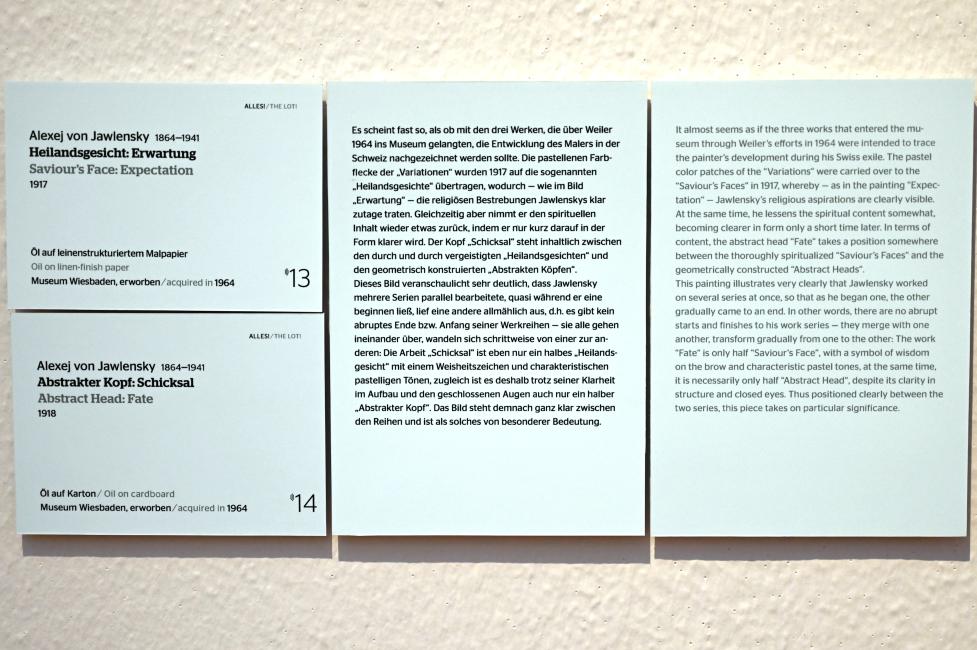 ALLES!/THE LOT!
Alexej von Jawlensky 1864–1941
Heilandsgesicht: Erwartung
Saviour's Face: Expectation
1917
Öl auf leinenstrukturiertem Malpapier
Oil on linen-finish paper
Museum Wiesbaden, erworben/acquired in 1964
13
ALLES!/THE LOT!
Alexej von Jawlensky 1864–1941
Abstrakter Kopf: Schicksal
Abstract Head: Fate
1918
Öl auf Karton/Oil on cardboard
Museum Wiesbaden, erworben/acquired in 1964
14
Es scheint fast so, als ob mit den drei Werken, die über Weiler
1964 ins Museum gelangten, die Entwicklung des Malers in der
Schweiz nachgezeichnet werden sollte. Die pastellenen Farb-
flecke der „Variationen" wurden 1917 auf die sogenannten
„Heilandsgesichte" übertragen, wodurch – wie im Bild
„Erwartung" – die religiösen Bestrebungen Jawlenskys klar
zutage traten. Gleichzeitig aber nimmt er den spirituellen
Inhalt wieder etwas zurück, indem er nur kurz darauf in der
Form klarer wird. Der Kopf „Schicksal" steht inhaltlich zwischen
den durch und durch vergeistigten „Heilandsgesichten" und
den geometrisch konstruierten „Abstrakten Köpfen".
Dieses Bild veranschaulicht sehr deutlich, dass Jawlensky
mehrere Serien parallel bearbeitete, quasi während er eine
beginnen ließ, lief eine andere allmählich aus, d.h. es gibt kein
abruptes Ende bzw. Anfang seiner Werkreihen – sie alle gehen
ineinander über, wandeln sich schrittweise von einer zur an-
deren: Die Arbeit „Schicksal" ist eben nur ein halbes „Heilands-
gesicht" mit einem Weisheitszeichen und charakteristischen
pastelligen Tönen, zugleich ist es deshalb trotz seiner Klarheit
im Aufbau und den geschlossenen Augen auch nur ein halber
„Abstrakter Kopf". Das Bild steht demnach ganz klar zwischen
den Reihen und ist als solches von besonderer Bedeutung.
It almost seems as if the three works that entered the mu-
seum through Weiler's efforts in 1964 were intended to trace
the painter's development during his Swiss exile. The pastel
color patches of the "Variations" were carried over to the
"Saviour's Faces" in 1917, whereby – as in the painting "Expec-
tation" – Jawlensky's religious aspirations are clearly visible.
At the same time, he lessens the spiritual content somewhat,
becoming clearer in form only a short time later. In terms of
content, the abstract head "Fate" takes a position somewhere
between the thoroughly spiritualized "Saviour's Faces" and the
geometrically constructed "Abstract Heads".
This painting illustrates very clearly that Jawlensky worked
on several series at once, so that as he began one, the other
gradually came to an end. In other words, there are no abrupt
starts and finishes to his work series – they merge with one
another, transform gradually from one to the other: The work
"Fate" is only half "Saviour's Face", with a symbol of wisdom
on the brow and characteristic pastel tones, at the same time,
it is necessarily only half "Abstract Head", despite its clarity in
structure and closed eyes. Thus positioned clearly between the
two series, this piece takes on particular significance.